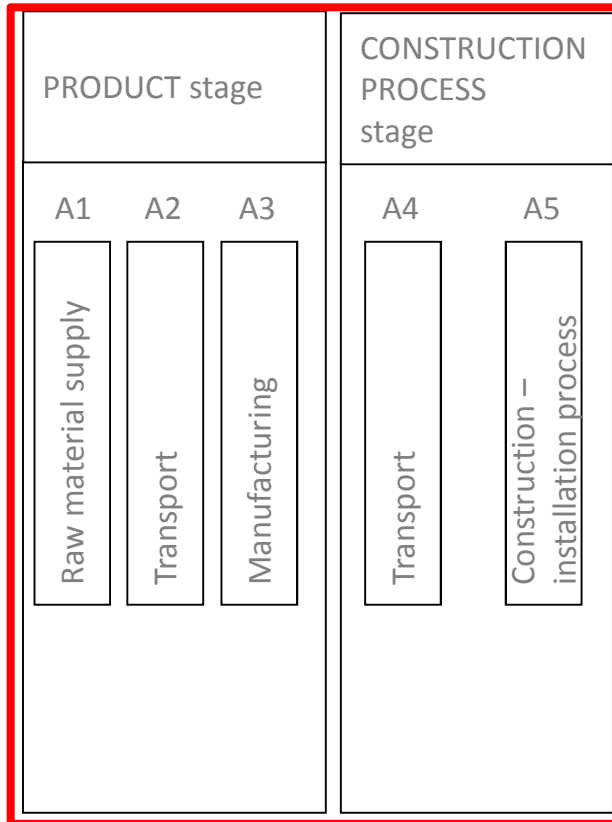 PRODUCT stage
CONSTRUCTION
PROCESS
stage
A1
A2
A3
A4
A5
Raw material supply
Transport
Manufacturing
Transport
Construction –
installation process